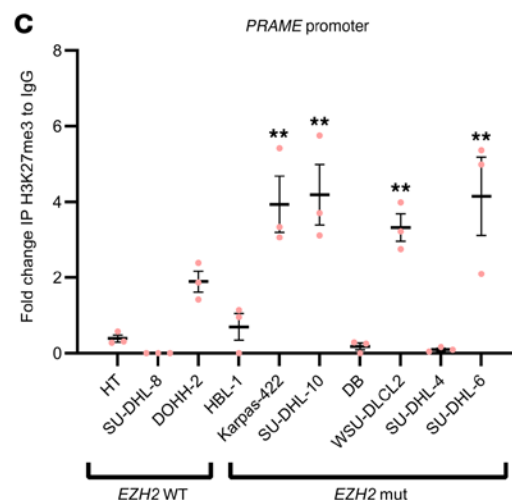 C
PRAME promoter
Fold change IP H3K27me3 to IgG
8
6
4
2
0
** ** ** **
HT SU-DHL-8 DOHH-2 HBL-1 Karpas-422 SU-DHL-10 DB WSU-DLCL2 SU-DHL-4 SU-DHL-6
EZH2 WT EZH2 mut